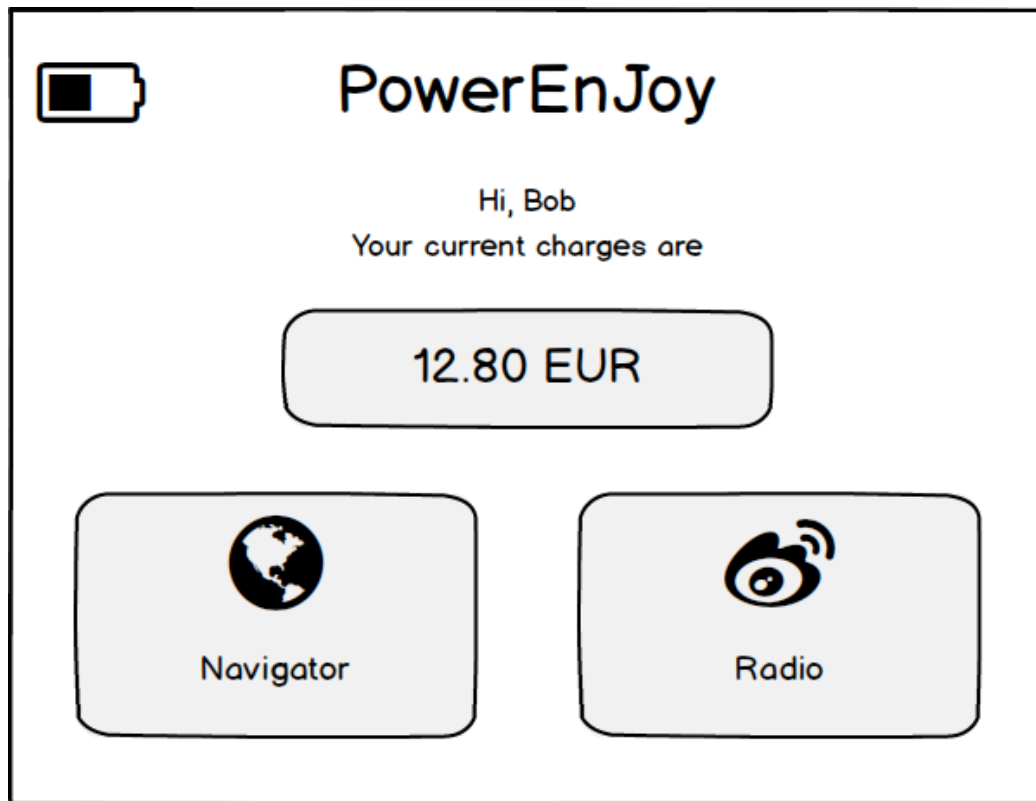 PowerEnJoy
Hi, Bob
Your current charges are
12.80 EUR
Navigator
Radio